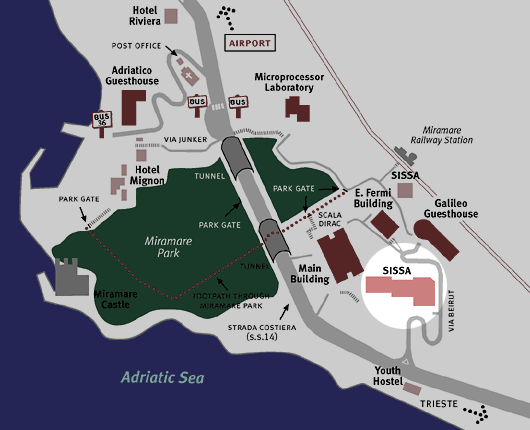 Hotel
Riviera
AIRPORT
POST OFFICE
Adriatico
Guesthouse
Microprocessor
Laboratory
BUS
36
BUS
BUS
VIA JUNKER
Miramare
Railway Station
Hotel
Mignon
TUNNEL
PARK GATE
SISSA
PARK GATE
E. Fermi
Building
Galileo
Guesthouse
PARK GATE
SCALA
DIRAC
Miramare
Park
TUNNEL
Main
Building
SISSA
Miramare
Castle
FOOTPATH THROUGH
MIRAMARE PARK
STRADA COSTIERA
(s.s.14)
VIA BEIRUT
Adriatic Sea
Youth
Hostel
TRIESTE